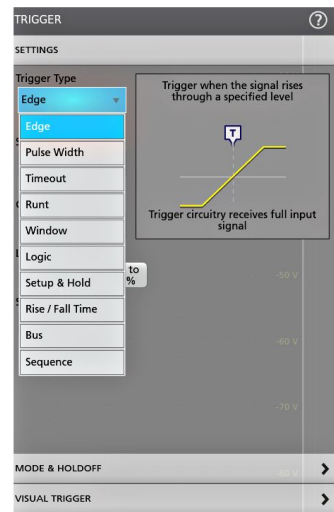 TRIGGER
?
SETTINGS
Trigger Type
Edge
Edge
Pulse Width
Timeout
Runt
Window
Logic
Setup & Hold
Rise / Fall Time
Bus
Sequence
Trigger when the signal rises
through a specified level
T
Trigger circuitry receives full input
signal
to
%
-50 V
-60 V
-70 V
-80 V
MODE & HOLDOFF
VISUAL TRIGGER